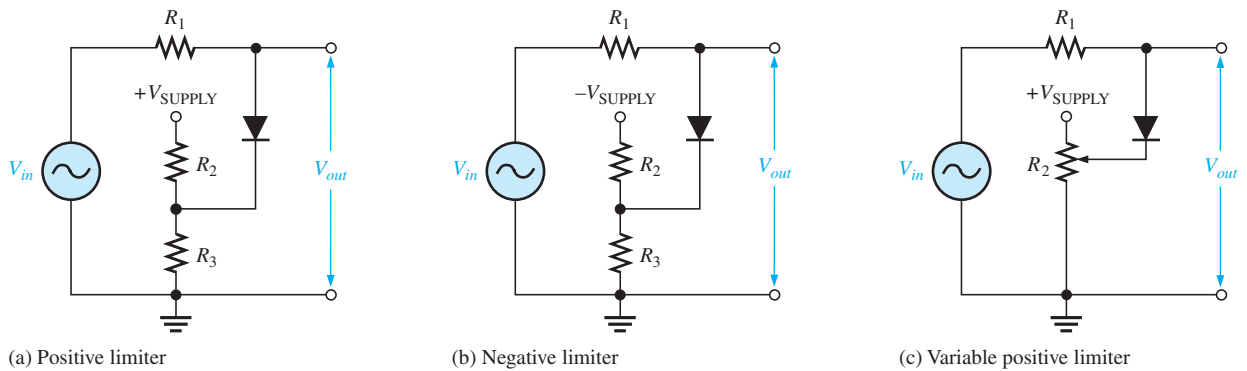 R1
+VSUPPLY
R2
R3
Vin
Vout
(a) Positive limiter
R1
–VSUPPLY
R2
R3
Vin
Vout
(b) Negative limiter
R1
+VSUPPLY
R2
Vin
Vout
(c) Variable positive limiter